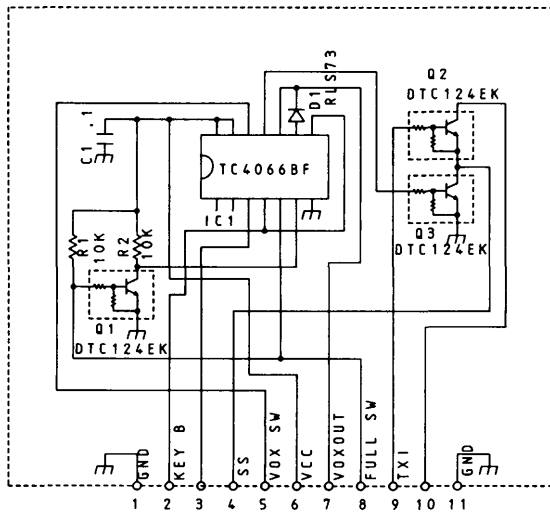 Q2
DTC124EK
D1
RLS73
C1 .1
TC4066BF
IC1
Q3
DTC124EK
R1
10K
R2
10K
Q1
DTC124EK
GND
KEY B
SS
VOX SW
VCC
VOXOUT
FULL SW
TXI
GND
1 2 3 4 5 6 7 8 9 10 11